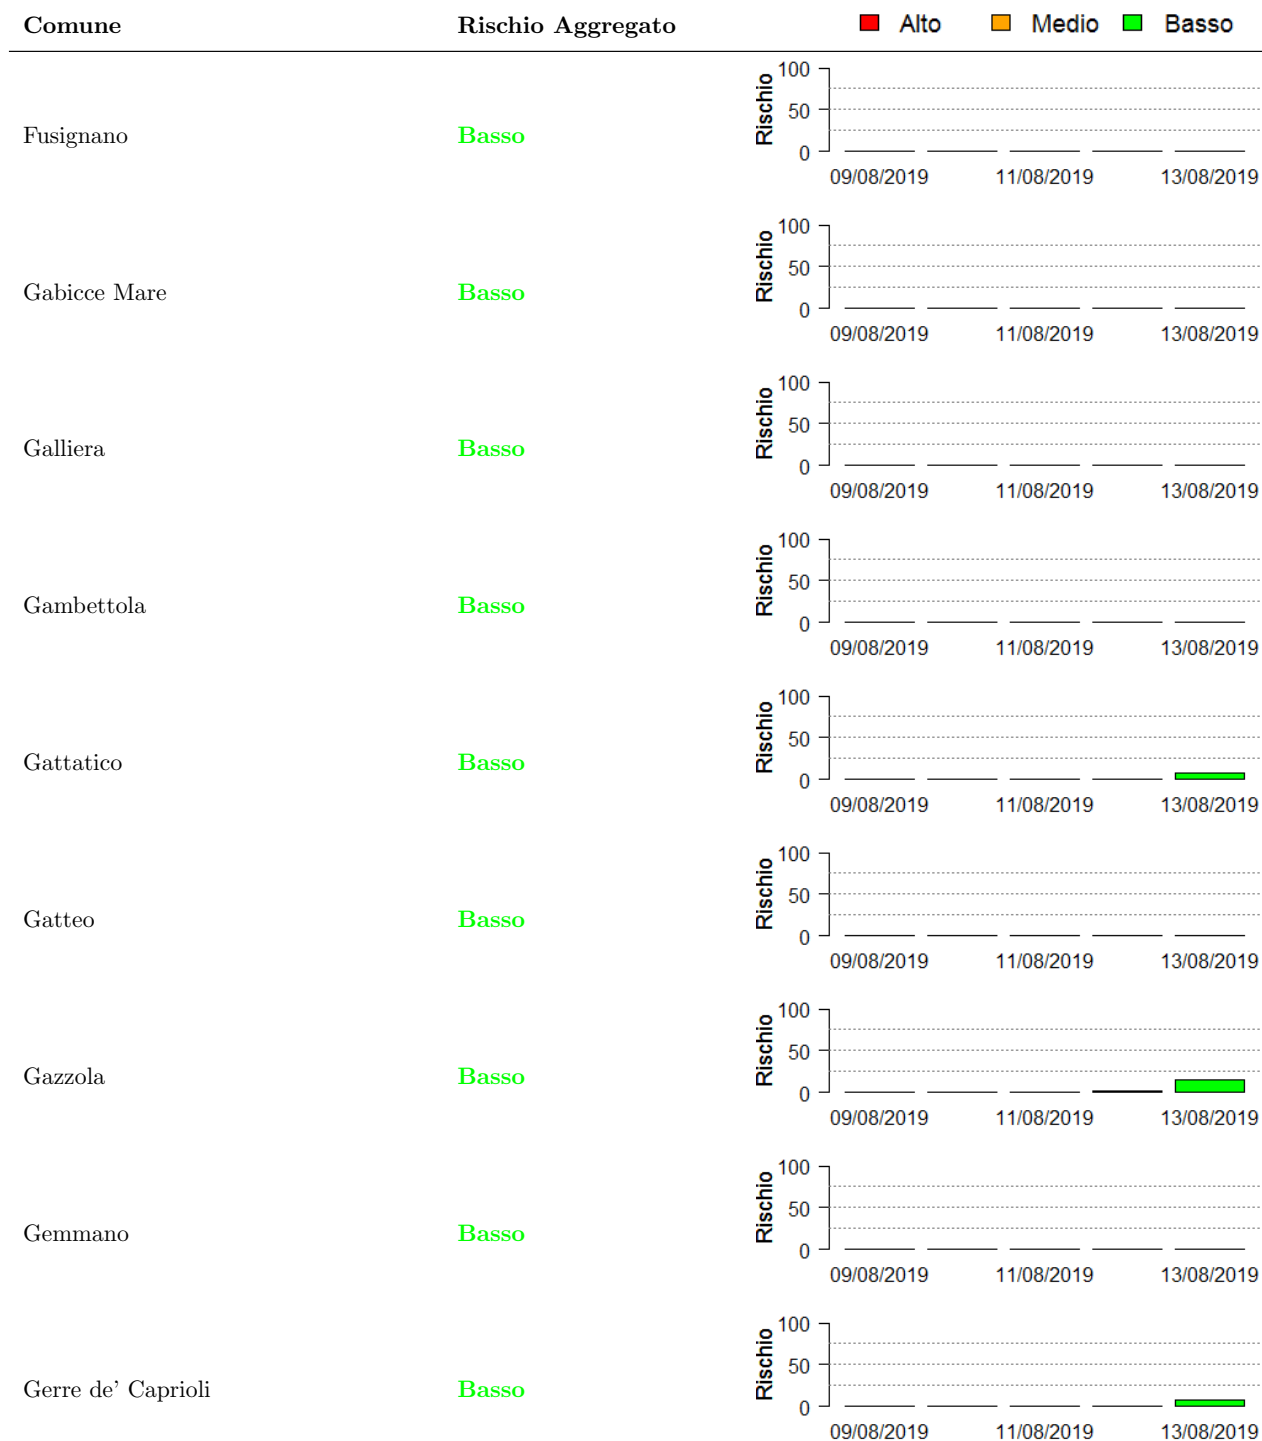 Comune Rischio Aggregato Alto Medio Basso
Fusignano Basso
Rischio
100
50
0
09/08/2019 11/08/2019 13/08/2019
Gabicce Mare Basso
Rischio
100
50
0
09/08/2019 11/08/2019 13/08/2019
Galliera Basso
Rischio
100
50
0
09/08/2019 11/08/2019 13/08/2019
Gambettola Basso
Rischio
100
50
0
09/08/2019 11/08/2019 13/08/2019
Gattatico Basso
Rischio
100
50
0
09/08/2019 11/08/2019 13/08/2019
Gatteo Basso
Rischio
100
50
0
09/08/2019 11/08/2019 13/08/2019
Gazzola Basso
Rischio
100
50
0
09/08/2019 11/08/2019 13/08/2019
Gemmano Basso
Rischio
100
50
0
09/08/2019 11/08/2019 13/08/2019
Gerre de' Caprioli Basso
Rischio
100
50
0
09/08/2019 11/08/2019 13/08/2019